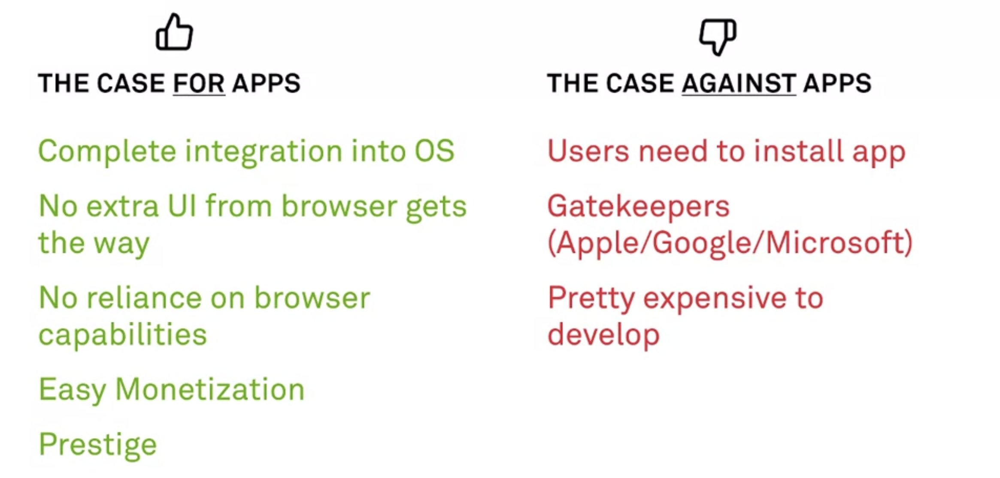 THE CASE FOR APPS
Complete integration into OS
No extra UI from browser gets
the way
No reliance on browser
capabilities
Easy Monetization
Prestige
THE CASE AGAINST APPS
Users need to install app
Gatekeepers
(Apple/Google/Microsoft)
Pretty expensive to
develop